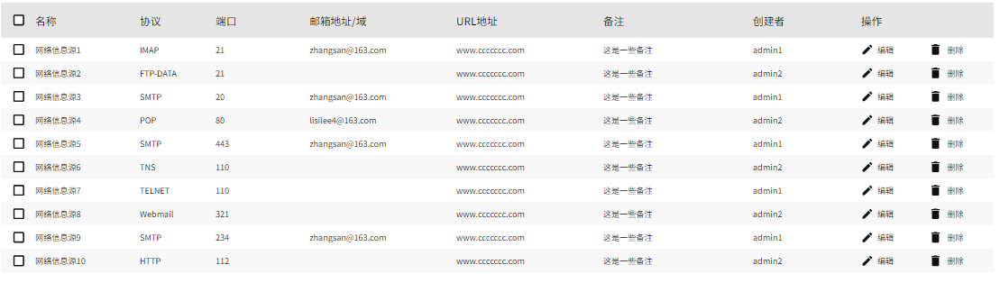 名称 协议 端口 邮箱地址/域 URL地址 备注 创建者 操作
网络信息源1 IMAP 21 zhangsan@163.com www.ccccccc.com 这是一些备注 admin1 编辑 删除
网络信息源2 FTP-DATA 21 www.ccccccc.com 这是一些备注 admin2 编辑 删除
网络信息源3 SMTP 20 zhangsan@163.com www.ccccccc.com 这是一些备注 admin1 编辑 删除
网络信息源4 POP 80 lisilee4@163.com www.ccccccc.com 这是一些备注 admin2 编辑 删除
网络信息源5 SMTP 443 zhangsan@163.com www.ccccccc.com 这是一些备注 admin1 编辑 删除
网络信息源6 TNS 110 www.ccccccc.com 这是一些备注 admin2 编辑 删除
网络信息源7 TELNET 110 www.ccccccc.com 这是一些备注 admin1 编辑 删除
网络信息源8 Webmail 321 www.ccccccc.com 这是一些备注 admin2 编辑 删除
网络信息源9 SMTP 234 zhangsan@163.com www.ccccccc.com 这是一些备注 admin1 编辑 删除
网络信息源10 HTTP 112 www.ccccccc.com 这是一些备注 admin2 编辑 删除